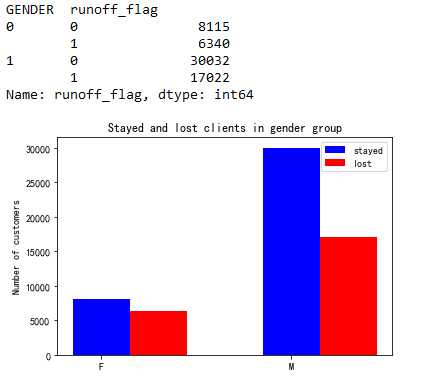 GENDER  runoff_flag
0       0               8115
        1               6340
1       0              30032
        1              17022
Name: runoff_flag, dtype: int64
Stayed and lost clients in gender group
stayed
lost
Number of customers
30000
25000
20000
15000
10000
5000
0
F
M